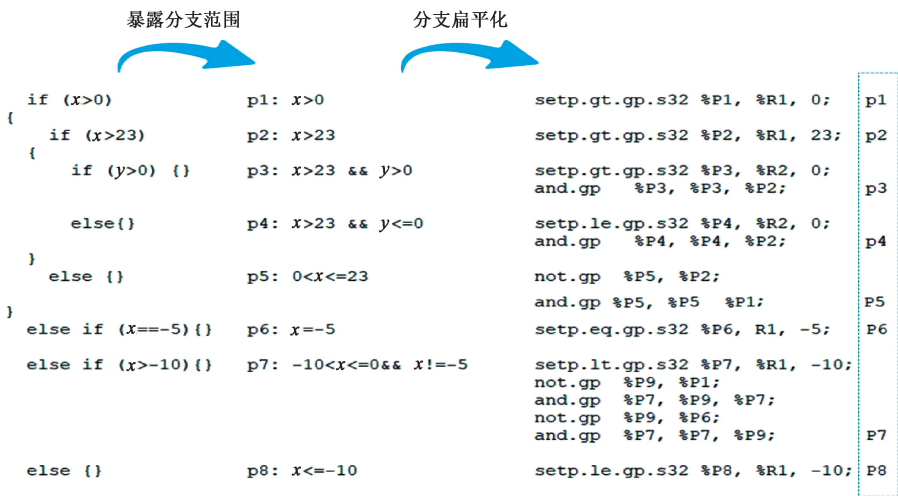 暴露分支范围 分支扁平化
if (x>0) p1: x>0 setp.gt.gp.s32 %P1, %R1, 0; p1
{
if (x>23) p2: x>23 setp.gt.gp.s32 %P2, %R1, 23; p2
{
if (y>0) {} p3: x>23 && y>0 setp.gt.gp.s32 %P3, %R2, 0;
and.gp %P3, %P3, %P2; p3
else{} p4: x>23 && y<=0 setp.le.gp.s32 %P4, %R2, 0;
and.gp %P4, %P4, %P2; p4
}
else {} p5: 0<x<=23 not.gp %P5, %P2;
and.gp %P5, %P5 %P1; P5
}
else if (x==-5){} p6: x=-5 setp.eq.gp.s32 %P6, R1, -5; P6
else if (x>-10){} p7: -10<x<=0&& x!=-5 setp.lt.gp.s32 %P7, %R1, -10;
not.gp %P9, %P1;
and.gp %P7, %P9, %P7;
not.gp %P9, %P6;
and.gp %P7, %P7, %P9; P7
else {} p8: x<=-10 setp.le.gp.s32 %P8, %R1, -10; P8